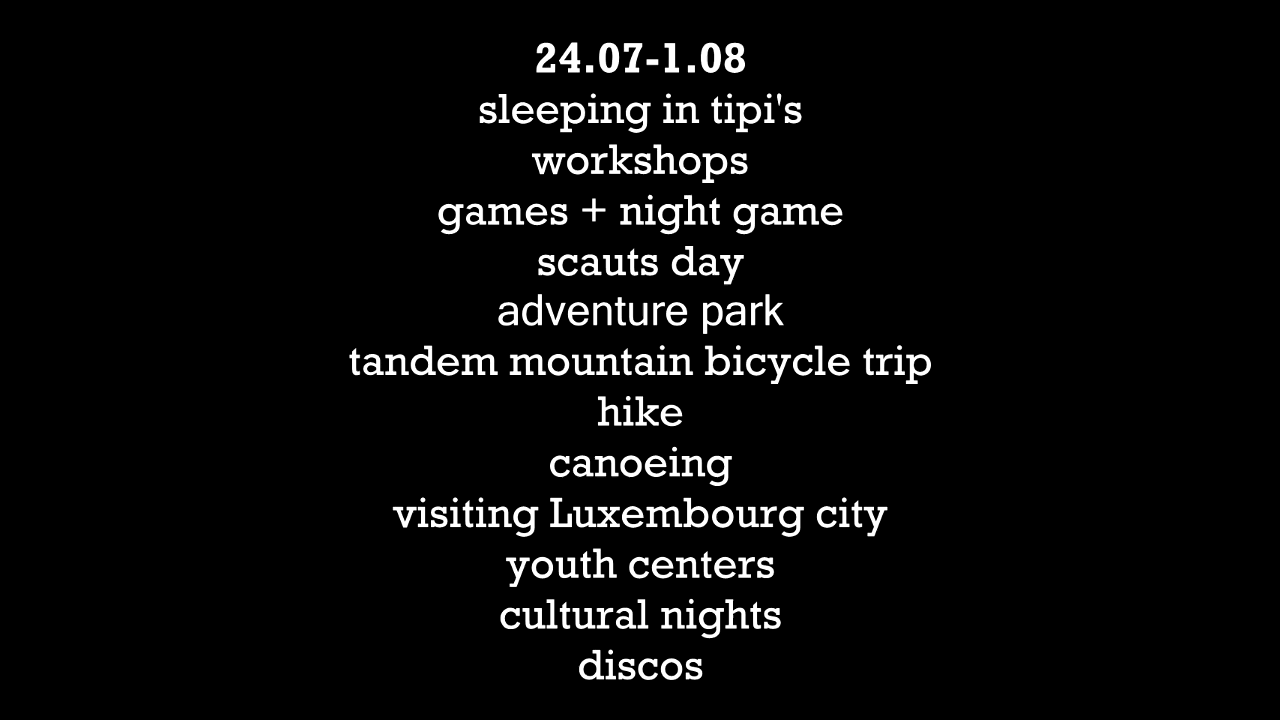 24.07-1.08
sleeping in tipi's
workshops
games + night game
scauts day
adventure park
tandem mountain bicycle trip
hike
canoeing
visiting Luxembourg city
youth centers
cultural nights
discos